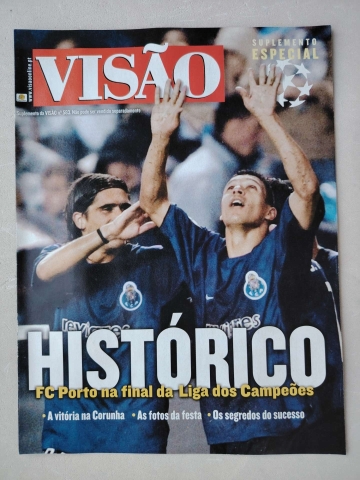 VISÃO
www.visaoonline.pt
SUPLEMENTO
ESPECIAL
HISTÓRICO
FC Porto na final da Liga dos Campeões
• A vitória na Corunha • As fotos da festa • Os segredos do sucesso